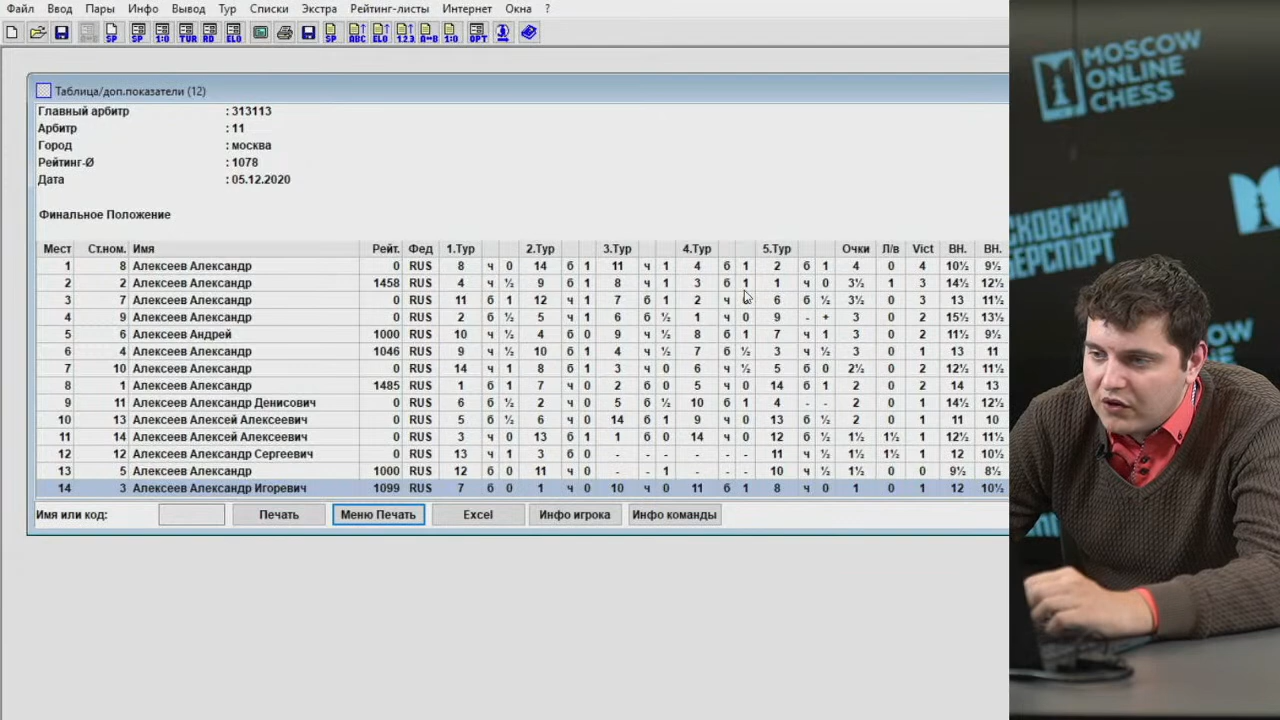 Файл Ввод Пары Инфо Вывод Тур Списки Экстра Рейтинг-листы Интернет Окна ?
SP SP 1:0 TUR RD ELO SP ABC ELO 1.2.3 A↔B 1:0 OPT
Таблица/доп.показатели (12)
Главный арбитр : 313113
Арбитр : 11
Город : москва
Рейтинг-Ø : 1078
Дата : 05.12.2020
Финальное Положение
Мест Ст.ном. Имя Рейт. Фед 1.Тур 2.Тур 3.Тур 4.Тур 5.Тур Очки Л/в Vict ВН. ВН.
1 8 Алексеев Александр 0 RUS 8 ч 0 14 б 1 11 ч 1 4 б 1 2 б 1 4 0 4 10½ 9½
2 2 Алексеев Александр 1458 RUS 4 ч ½ 9 б 1 8 ч 1 3 б 1 1 ч 0 3½ 1 3 14½ 12½
3 7 Алексеев Александр 0 RUS 11 б 1 12 ч 1 7 б 1 2 ч 6 б ½ 3½ 0 3 13 11½
4 9 Алексеев Александр 0 RUS 2 б ½ 5 ч 1 6 б ½ 1 ч 0 9 - + 3 0 2 15½ 13½
5 6 Алексеев Андрей 1000 RUS 10 ч ½ 4 б 0 9 ч ½ 8 б 1 7 ч 1 3 0 2 11½ 9½
6 4 Алексеев Александр 1046 RUS 9 ч ½ 10 б 1 4 ч ½ 7 б ½ 3 ч ½ 3 0 1 13 11
7 10 Алексеев Александр 0 RUS 14 ч 1 8 б 1 3 ч 0 6 ч ½ 5 б 0 2½ 0 2 12½ 11½
8 1 Алексеев Александр 1485 RUS 1 б 1 7 ч 0 2 б 0 5 ч 0 14 б 1 2 0 2 14 13
9 11 Алексеев Александр Денисович 0 RUS 6 б ½ 2 ч 0 5 б ½ 10 б 1 4 - - 2 0 1 14½ 12½
10 13 Алексеев Алексей Алексеевич 0 RUS 5 б ½ 6 ч 0 14 б 1 9 ч 0 13 б ½ 2 0 1 11 10
11 14 Алексеев Алексей Алексеевич 0 RUS 3 ч 0 13 б 1 1 б 0 14 ч 0 12 б ½ 1½ 1½ 1 12½ 11½
12 12 Алексеев Александр Сергеевич 0 RUS 13 ч 1 3 б 0 - - - - - - 11 ч ½ 1½ 1½ 1 12 10½
13 5 Алексеев Александр 1000 RUS 12 б 0 11 ч 0 - - 1 - - - 10 ч ½ 1½ 0 0 9½ 8½
14 3 Алексеев Александр Игоревич 1099 RUS 7 б 0 1 ч 0 10 ч 0 11 б 1 8 ч 0 1 0 1 12 10½
Имя или код: Печать Меню Печать Excel Инфо игрока Инфо команды
MOSCOW
ONLINE
CHESS